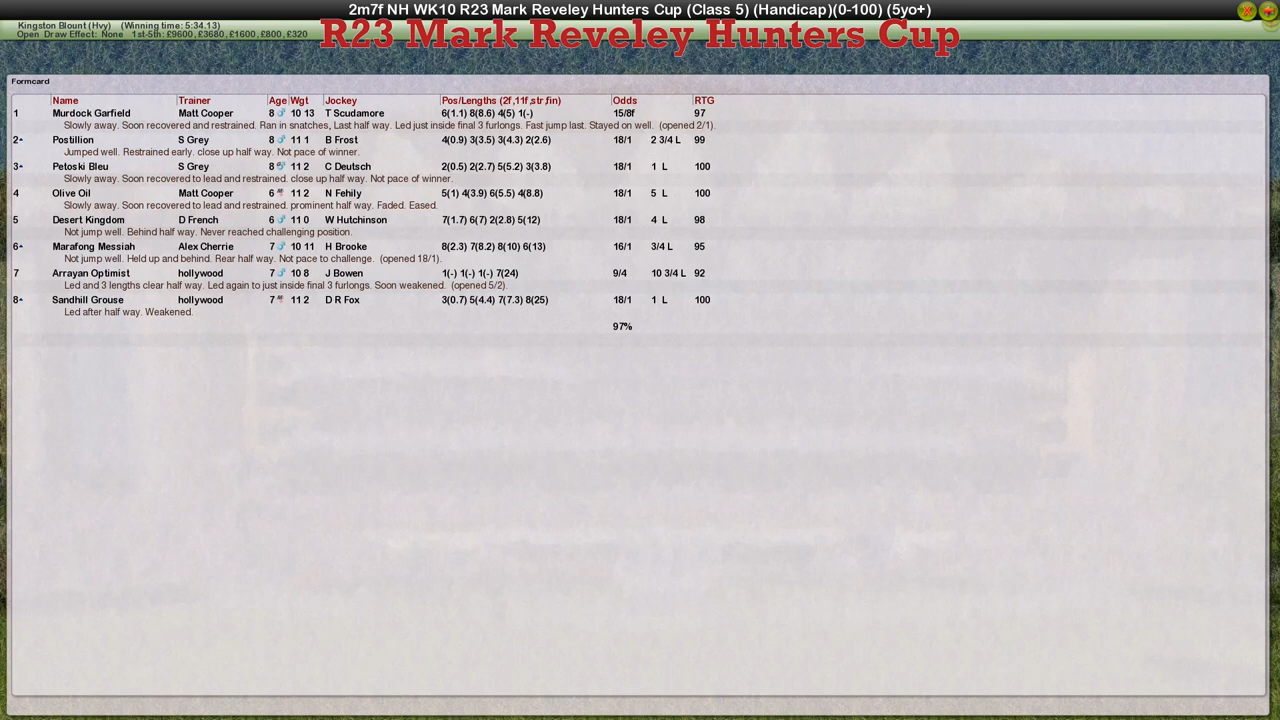 2m7f NH WK10 R23 Mark Reveley Hunters Cup (Class 5) (Handicap)(0-100) (5yo+)
Kingston Blount (Hvy) (Winning time: 5:34.13)
Open Draw Effect: None 1st-5th: £9600, £3680, £1600, £800, £320
R23 Mark Reveley Hunters Cup
Formcard
Name Trainer Age Wgt Jockey Pos/Lengths (2f,11f,str,fin) Odds RTG
1 Murdock Garfield Matt Cooper 8 10 13 T Scudamore 6(1.1) 8(8.6) 4(5) 1(-) 15/8f 97
Slowly away. Soon recovered and restrained. Ran in snatches, Last half way. Led just inside final 3 furlongs. Fast jump last. Stayed on well. (opened 2/1).
2 Postillion S Grey 8 11 1 B Frost 4(0.9) 3(3.5) 3(4.3) 2(2.6) 18/1 2 3/4 L 99
Jumped well. Restrained early. close up half way. Not pace of winner.
3 Petoski Bleu S Grey 8 11 2 C Deutsch 2(0.5) 2(2.7) 5(5.2) 3(3.8) 18/1 1 L 100
Slowly away. Soon recovered to lead and restrained. close up half way. Not pace of winner.
4 Olive Oil Matt Cooper 6 11 2 N Fehily 5(1) 4(3.9) 6(5.5) 4(8.8) 18/1 5 L 100
Slowly away. Soon recovered to lead and restrained. prominent half way. Faded. Eased.
5 Desert Kingdom D French 6 11 0 W Hutchinson 7(1.7) 6(7) 2(2.8) 5(12) 18/1 4 L 98
Not jump well. Behind half way. Never reached challenging position.
6 Marafong Messiah Alex Cherrie 7 10 11 H Brooke 8(2.3) 7(8.2) 8(10) 6(13) 16/1 3/4 L 95
Not jump well. Held up and behind. Rear half way. Not pace to challenge. (opened 18/1).
7 Arrayan Optimist hollywood 7 10 8 J Bowen 1(-) 1(-) 1(-) 7(24) 9/4 10 3/4 L 92
Led and 3 lengths clear half way. Led again to just inside final 3 furlongs. Soon weakened. (opened 5/2).
8 Sandhill Grouse hollywood 7 11 2 D R Fox 3(0.7) 5(4.4) 7(7.3) 8(25) 18/1 1 L 100
Led after half way. Weakened.
97%